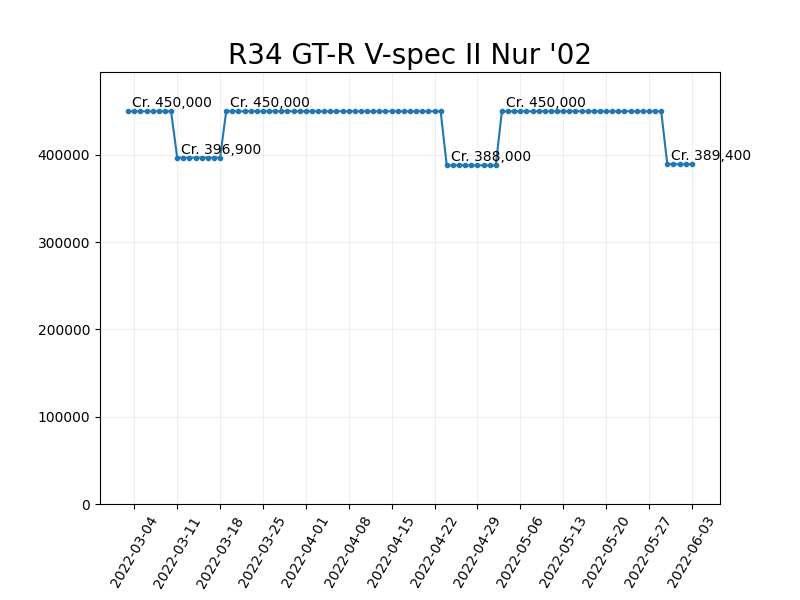 R34 GT-R V-spec II Nur '02
Cr. 450,000
Cr. 450,000
Cr. 450,000
Cr. 396,900
Cr. 388,000
Cr. 389,400
400000
300000
200000
100000
0
2022-03-04
2022-03-11
2022-03-18
2022-03-25
2022-04-01
2022-04-08
2022-04-15
2022-04-22
2022-04-29
2022-05-06
2022-05-13
2022-05-20
2022-05-27
2022-06-03